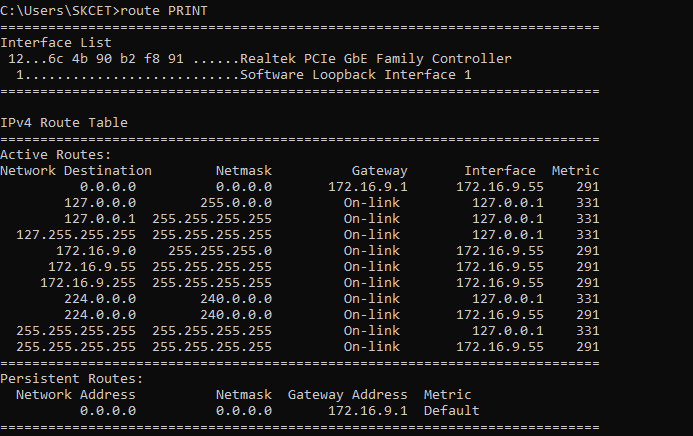 C:\Users\SKCET>route PRINT
===========================================================================
Interface List
 12...6c 4b 90 b2 f8 91 ......Realtek PCIe GbE Family Controller
  1...........................Software Loopback Interface 1
===========================================================================
IPv4 Route Table
===========================================================================
Active Routes:
Network Destination        Netmask          Gateway       Interface  Metric
          0.0.0.0          0.0.0.0       172.16.9.1      172.16.9.55    291
        127.0.0.0        255.0.0.0         On-link         127.0.0.1    331
        127.0.0.1  255.255.255.255         On-link         127.0.0.1    331
  127.255.255.255  255.255.255.255         On-link         127.0.0.1    331
       172.16.9.0    255.255.255.0         On-link       172.16.9.55    291
      172.16.9.55  255.255.255.255         On-link       172.16.9.55    291
     172.16.9.255  255.255.255.255         On-link       172.16.9.55    291
        224.0.0.0        240.0.0.0         On-link         127.0.0.1    331
        224.0.0.0        240.0.0.0         On-link       172.16.9.55    291
  255.255.255.255  255.255.255.255         On-link         127.0.0.1    331
  255.255.255.255  255.255.255.255         On-link       172.16.9.55    291
===========================================================================
Persistent Routes:
  Network Address          Netmask  Gateway Address  Metric
          0.0.0.0          0.0.0.0       172.16.9.1  Default
===========================================================================